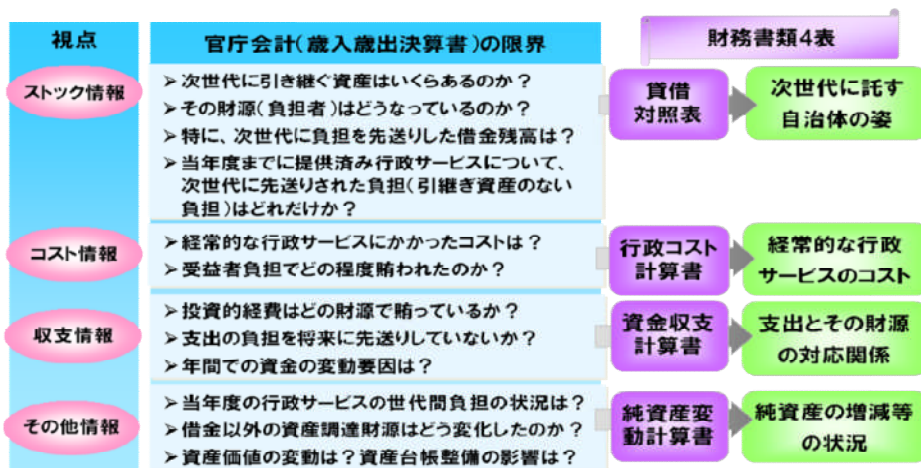 視点
官庁会計(歳入歳出決算書)の限界
財務書類4表
ストック情報
➢次世代に引き継ぐ資産はいくらあるのか?
➢その財源(負担者)はどうなっているのか?
➢特に、次世代に負担を先送りした借金残高は?
➢当年度までに提供済み行政サービスについて、
次世代に先送りされた負担(引継ぎ資産のない
負担)はどれだけか?
貸借
対照表
次世代に託す
自治体の姿
コスト情報
➢経常的な行政サービスにかかったコストは?
➢受益者負担でどの程度賄われたのか?
行政コスト
計算書
経常的な行政
サービスのコスト
収支情報
➢投資的経費はどの財源で賄っているか?
➢支出の負担を将来に先送りしていないか?
➢年間での資金の変動要因は?
資金収支
計算書
支出とその財源
の対応関係
その他情報
➢当年度の行政サービスの世代間負担の状況は?
➢借金以外の資産調達財源はどう変化したのか?
➢資産価値の変動は?資産台帳整備の影響は?
純資産変
動計算書
純資産の増減等
の状況